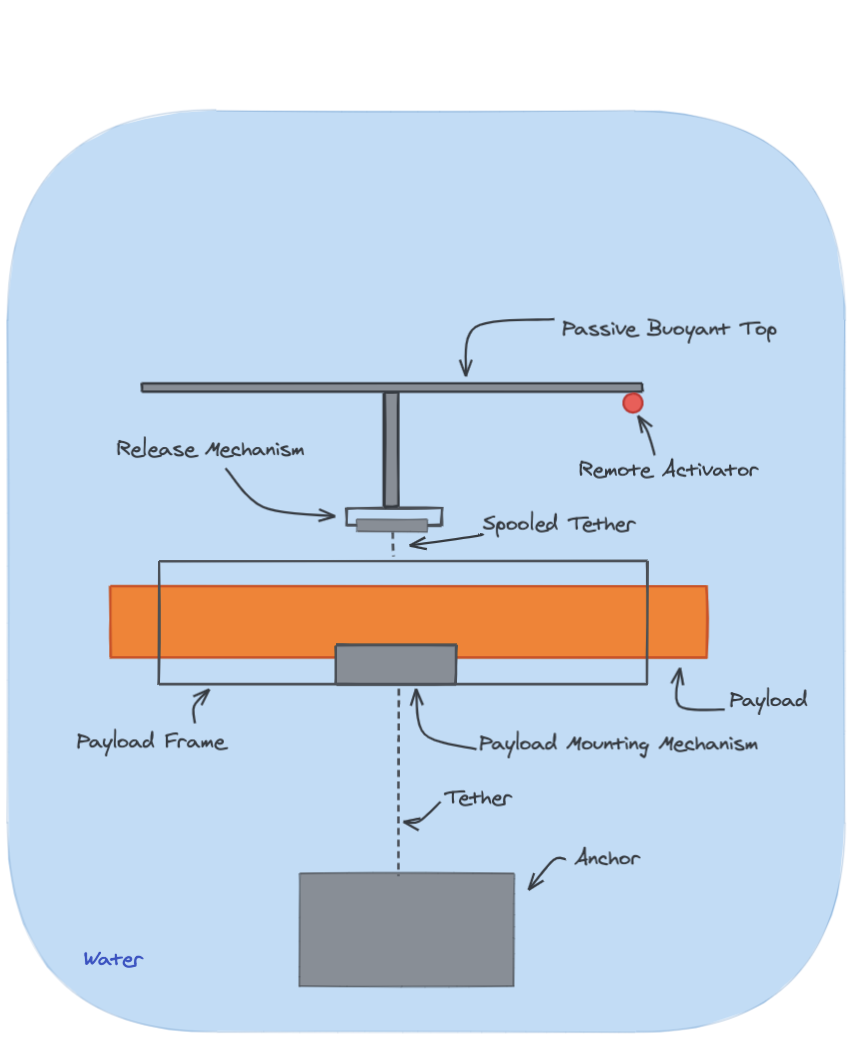 Passive Buoyant Top
Release Mechanism
Remote Activator
Spooled Tether
Payload
Payload Frame
Payload Mounting Mechanism
Tether
Anchor
Water